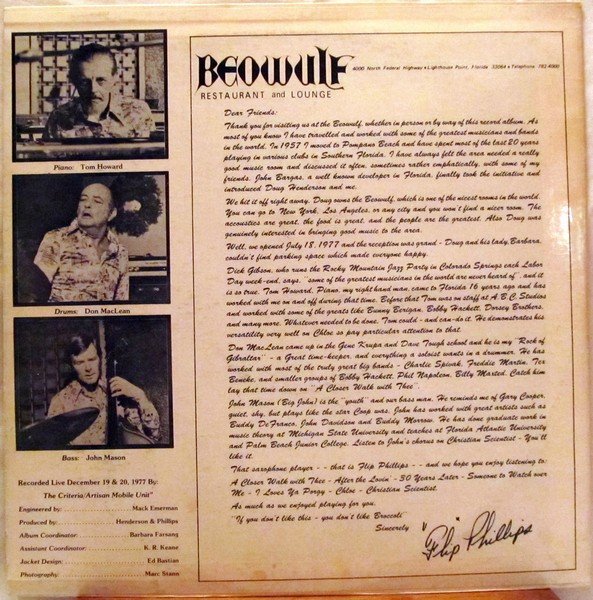 BEOWULF
4000 North Federal Highway • Lighthouse Point, Florida 33064 • Telephone 782-4000
RESTAURANT and LOUNGE
Dear Friends:
Thank you for visiting us at the Beowulf, whether in person or by way of this record album. As
most of you know I have travelled and worked with some of the greatest musicians and bands
in the world. In 1957 I moved to Pompano Beach and have spent most of the last 20 years
playing in various clubs in Southern Florida. I have always felt the area needed a really
good music room and discussed it often, sometimes rather emphatically, with some of my
friends. John Bargas, a well known developer in Florida, finally took the initiative and
introduced Doug Henderson and me.
We hit it off right away. Doug owns the Beowulf, which is one of the nicest rooms in the world.
You can go to New York, Los Angeles, or any city and you won't find a nicer room. The
accousties are great, the food is great, and the people are the greatest. Also Doug was
genuinely interested in bringing good music to the area.
Well, we opened July 18, 1977 and the reception was grand - Doug and his lady, Barbara,
couldn't find parking space which made everyone happy.
Dick Gibson, who runs the Rocky Mountain Jazz Party in Colorado Springs each Labor
Day week-end, says, "some of the greatest musicians in the world are never heard of", and it
is so true. Tom Howard, Piano, my right hand man, came to Florida 16 years ago and has
worked with me on and off during that time. Before that Tom was on staff at A.B.C. Studios
and worked with some of the greats like Bunny Berigan, Bobby Hackett, Dorsey Brothers,
and many more. Whatever needed to be done, Tom could - and can-do it. He demonstrates his
versatility very well on Chloe so pay particular attention to that.
Don MacLean came up in the Gene Krupa and Dave Tough school and he is my "Rock of
Gibraltar" - a Great time-keeper, and everything a soloist wants in a drummer. He has
worked with most of the truly great big bands - Charlie Spivak, Freddie Martin, Tex
Beneke, and smaller groups of Bobby Hackett, Phil Napoleon, Billy Maxted. Catch him
lay that time down on "A Closer Walk with Thee".
John Mason (Big John) is the "youth" and our bass man. He reminds me of Gary Cooper,
quiet, shy, but plays like the star Coop was. John has worked with great artists such as
Buddy De Franco, John Davidson and Buddy Morrow. He has done graduate work in
music theory at Michigan State University and teaches at Florida Atlantic University
and Palm Beach Junior College. Listen to John's chorus on Christian Scientist - You'll
like it.
That saxophone player - - that is Flip Phillips - - and we hope you enjoy listening to:
A Closer Walk with Thee - After the Lovin' - 30 Years Later - Someone to Watch over
Me - I Loves Ya Porgy - Chloe - Christian Scientist.
As much as we enjoyed playing for you.
"If you don't like this - you don't like Broccoli"
Sincerely
"Flip" Phillips
Piano: Tom Howard
Drums: Don MacLean
Bass: John Mason
Recorded Live December 19 & 20, 1977 By:
The Criteria/Artisan Mobile Unit"
Engineered by: Mack Emerman
Produced by: Henderson & Phillips
Album Coordinator: Barbara Farsang
Assistant Coordinator: K. R. Keane
Jacket Design: Ed Bastian
Photography: Marc Stann